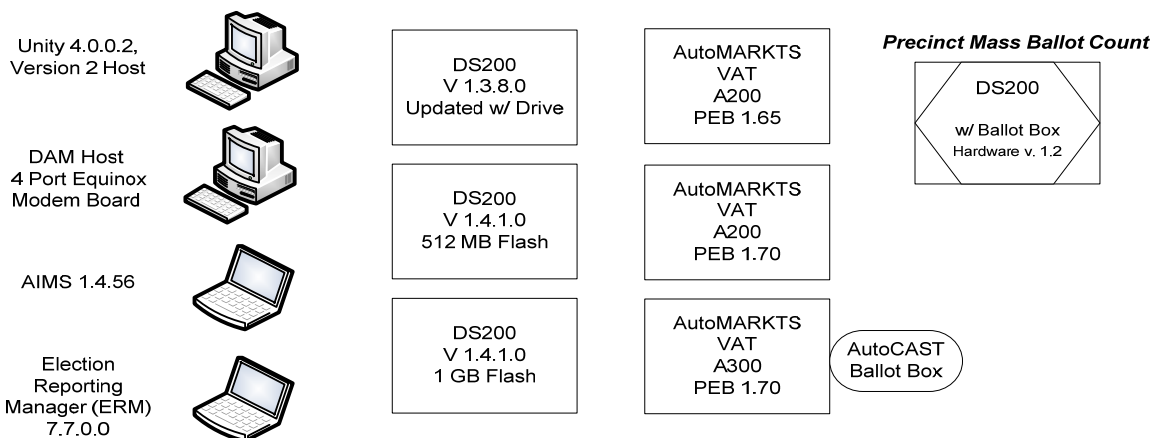 Unity 4.0.0.2,
Version 2 Host
DAM Host
4 Port Equinox
Modem Board
AIMS 1.4.56
Election
Reporting
Manager (ERM)
7.7.0.0
DS200
V 1.3.8.0
Updated w/ Drive
DS200
V 1.4.1.0
512 MB Flash
DS200
V 1.4.1.0
1 GB Flash
AutoMARKTS
VAT
A200
PEB 1.65
AutoMARKTS
VAT
A200
PEB 1.70
AutoMARKTS
VAT
A300
PEB 1.70
AutoCAST
Ballot Box
Precinct Mass Ballot Count
DS200
w/ Ballot Box
Hardware v. 1.2